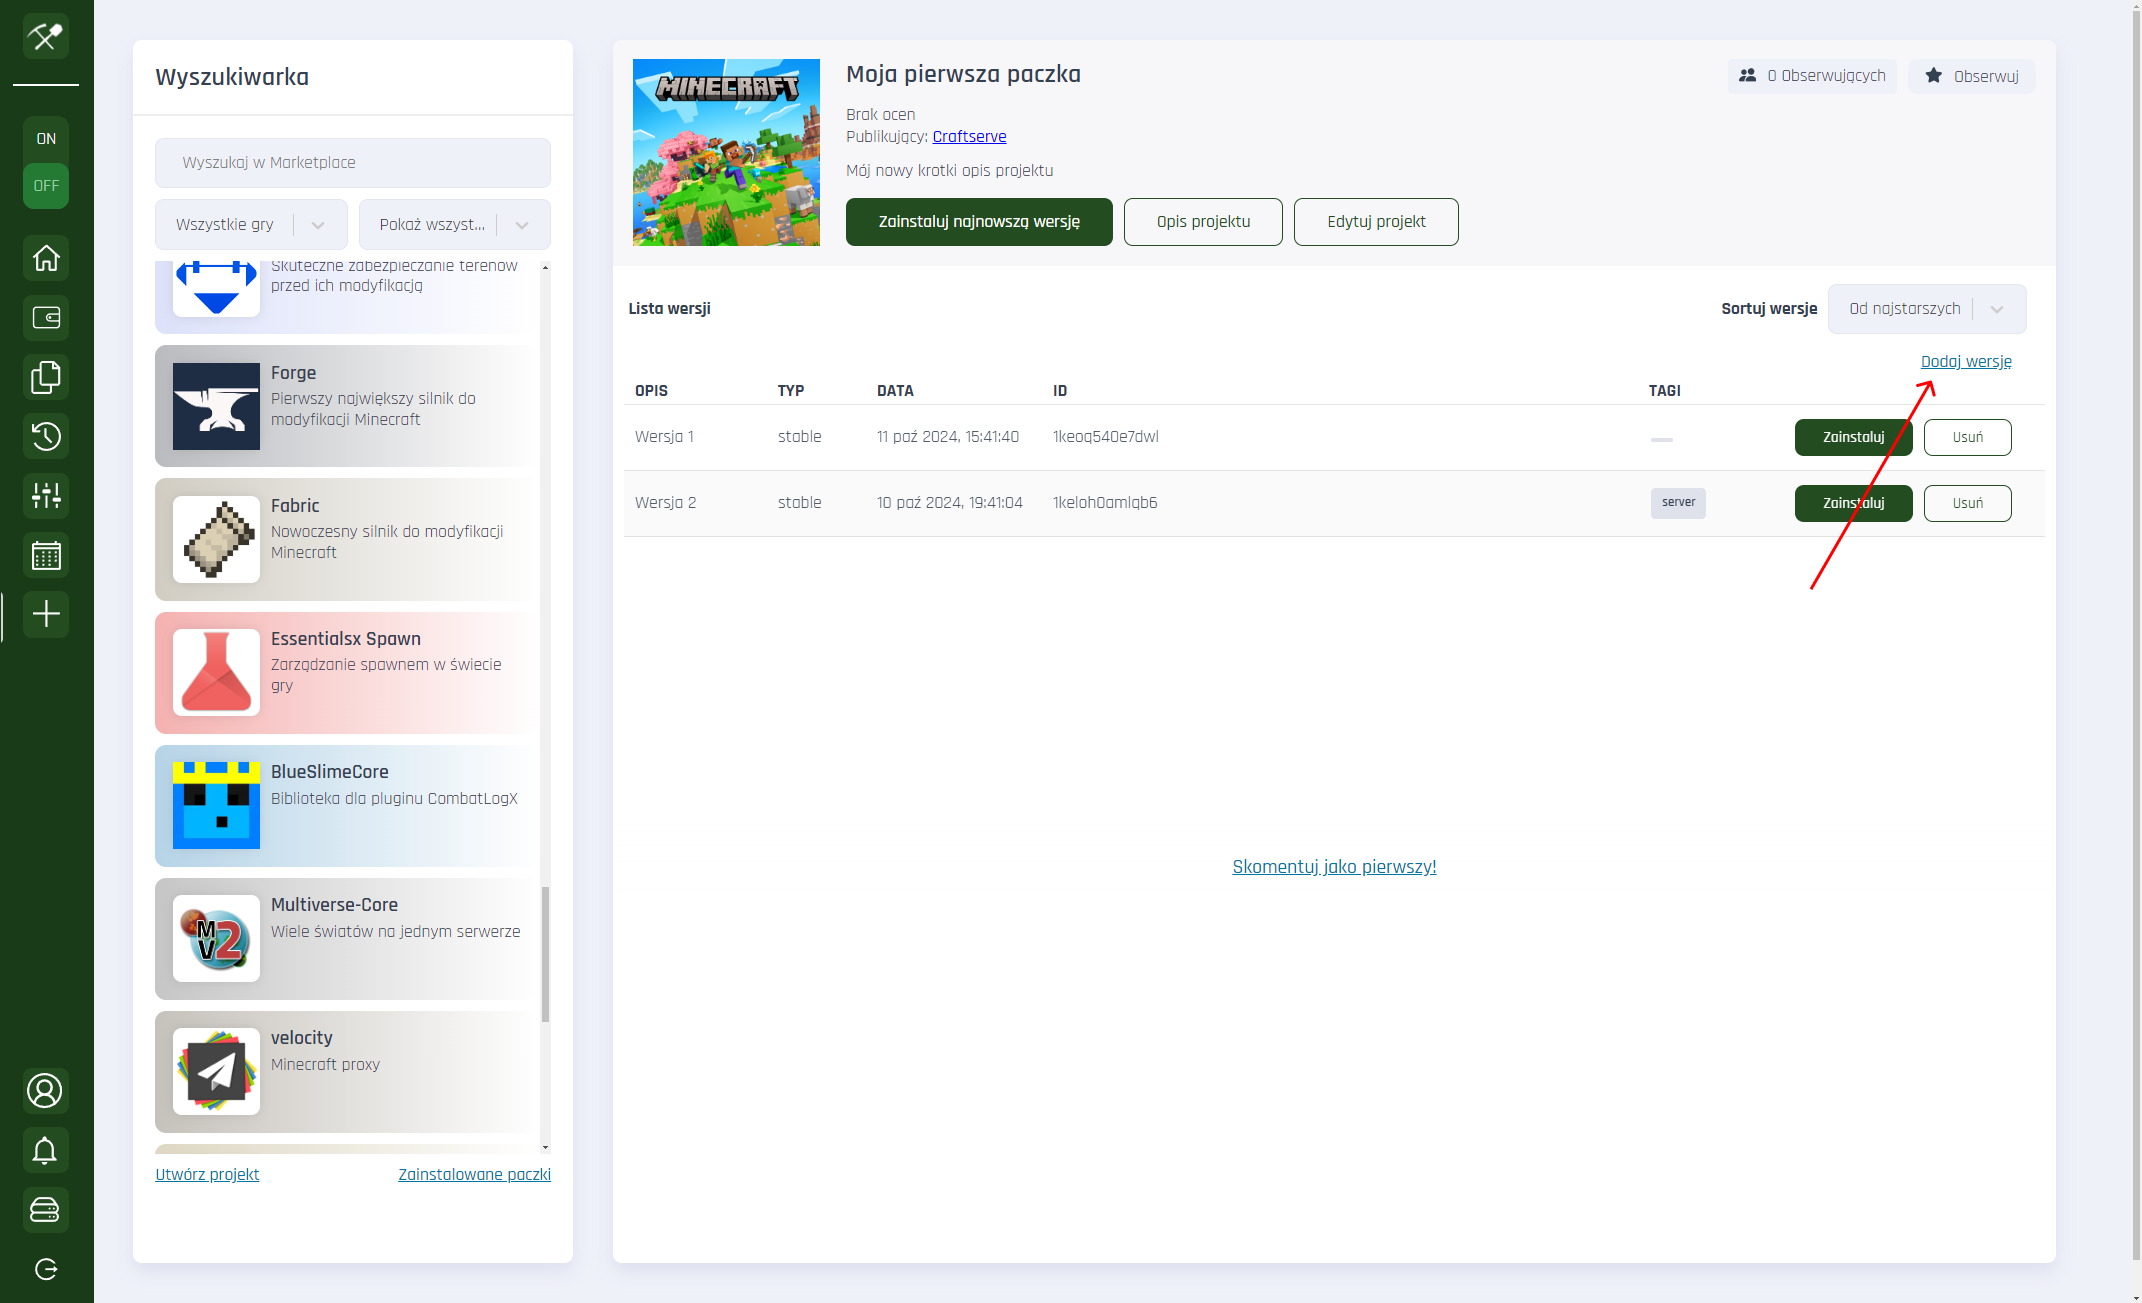 ON
OFF
Wyszukiwarka
Wyszukaj w Marketplace
Wszystkie gry
Pokaż wszyst...
Skuteczne zabezpieczanie terenów
przed ich modyfikacją
Forge
Pierwszy największy silnik do
modyfikacji Minecraft
Fabric
Nowoczesny silnik do modyfikacji
Minecraft
Essentialsx Spawn
Zarządzanie spawnem w świecie
gry
BlueSlimeCore
Biblioteka dla pluginu CombatLogX
Multiverse-Core
MV2
Wiele światów na jednym serwerze
velocity
Minecraft proxy
Utwórz projekt
Zainstalowane paczki
MINECRAFT
Moja pierwsza paczka
0 Obserwujących
Obserwuj
Brak ocen
Publikujący: Craftserve
Mój nowy krotki opis projektu
Zainstaluj najnowszą wersję
Opis projektu
Edytuj projekt
Lista wersji
Sortuj wersje
Od najstarszych
Dodaj wersję
OPIS TYP DATA ID TAGI
Wersja 1 stable 11 paź 2024, 15:41:40 1keoq540e7dwl Zainstaluj Usuń
Wersja 2 stable 10 paź 2024, 19:41:04 1keloh0amlqb6 server Zainstaluj Usuń
Skomentuj jako pierwszy!